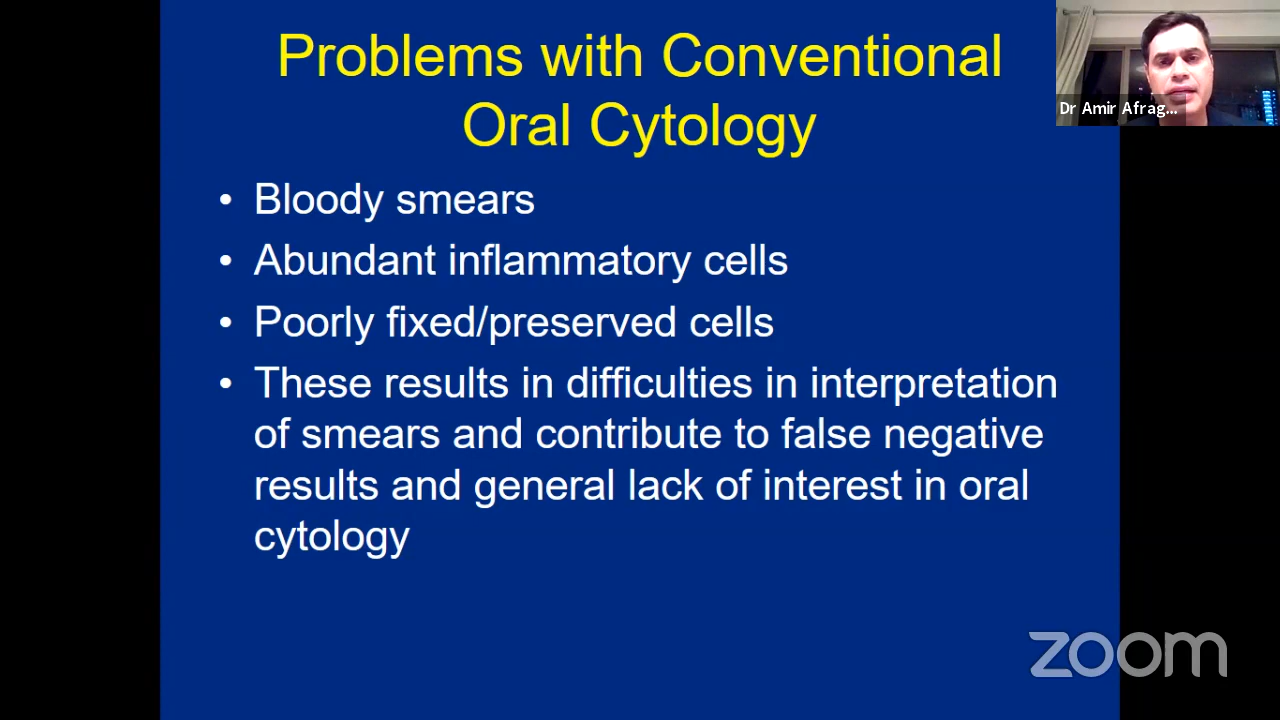 Problems with Conventional
Oral Cytology
Dr Amir Afrag...
• Bloody smears
• Abundant inflammatory cells
• Poorly fixed/preserved cells
• These results in difficulties in interpretation
of smears and contribute to false negative
results and general lack of interest in oral
cytology
zoom